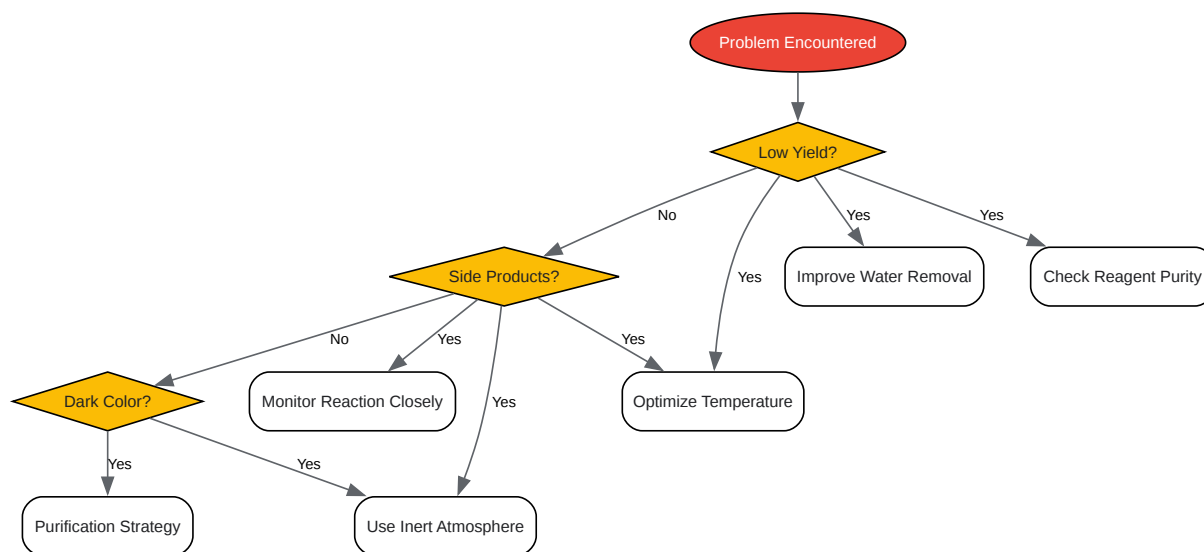 Problem Encountered
Low Yield?
No
Yes
Yes
Yes
Side Products?
Improve Water Removal
Check Reagent Purity
No
Yes
Yes
Yes
Dark Color?
Monitor Reaction Closely
Optimize Temperature
Yes
Yes
Purification Strategy
Use Inert Atmosphere